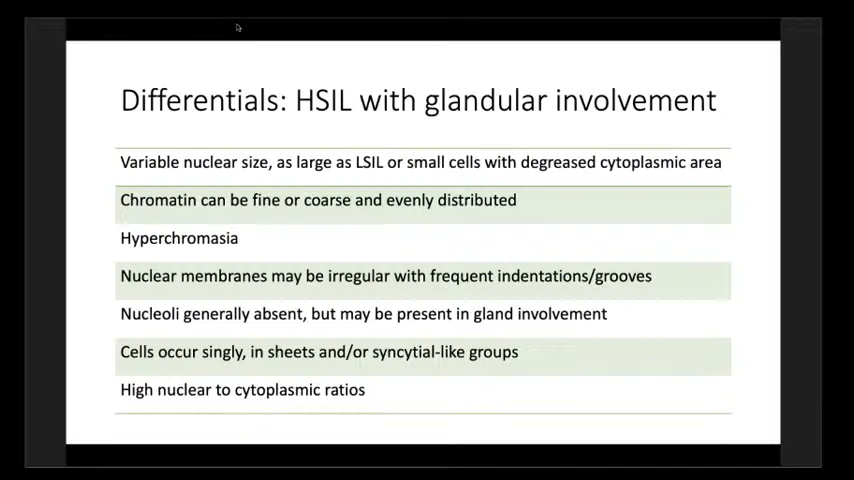 Differentials: HSIL with glandular involvement
Variable nuclear size, as large as LSIL or small cells with degreased cytoplasmic area
Chromatin can be fine or coarse and evenly distributed
Hyperchromasia
Nuclear membranes may be irregular with frequent indentations/grooves
Nucleoli generally absent, but may be present in gland involvement
Cells occur singly, in sheets and/or syncytial-like groups
High nuclear to cytoplasmic ratios